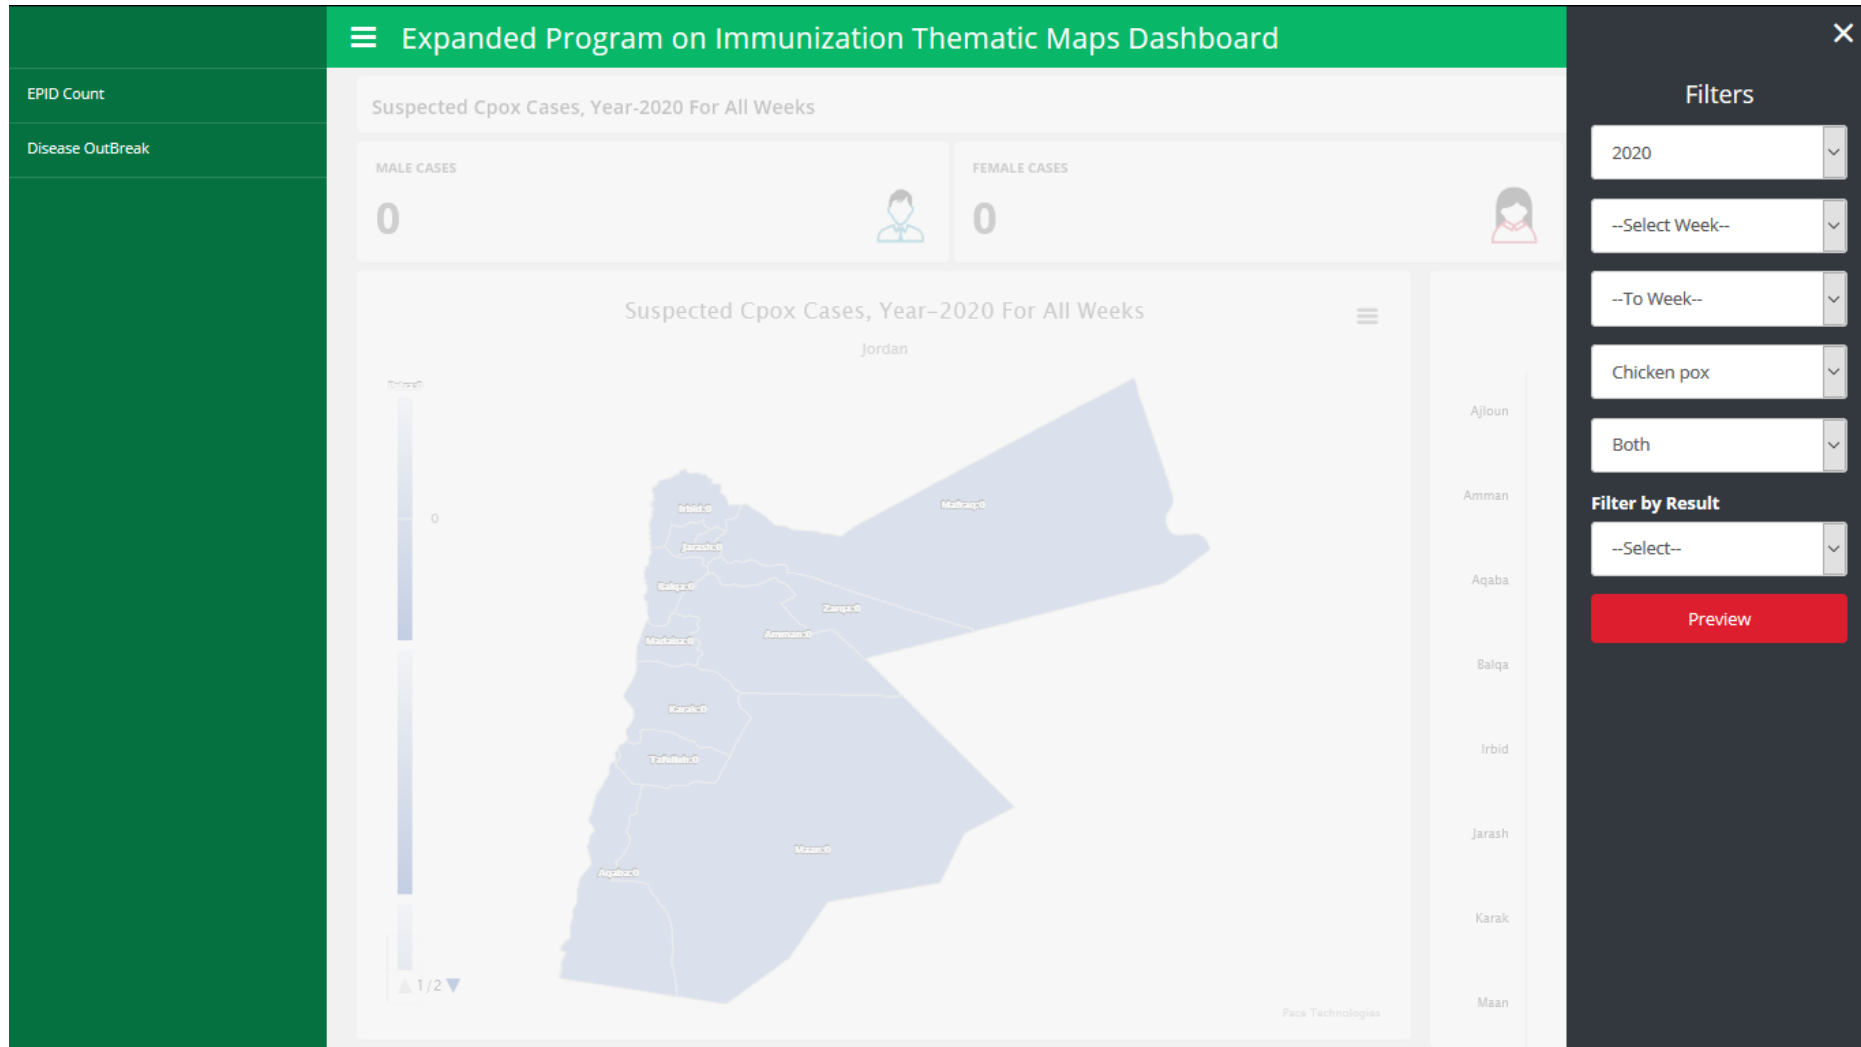 Expanded Program on Immunization Thematic Maps Dashboard
EPID Count
Disease OutBreak
Suspected Cpox Cases, Year-2020 For All Weeks
MALE CASES
0
FEMALE CASES
0
Suspected Cpox Cases, Year-2020 For All Weeks
Jordan
0
Irbid:0
Mafraq:0
Jarash:0
Balqa:0
Zarqa:0
Amman:0
Madaba:0
Karak:0
Tafelluh:0
Maan:0
Aqaba:0
1/2
Pace Technologies
Ajloun
Amman
Aqaba
Balqa
Irbid
Jarash
Karak
Maan
Filters
2020
--Select Week--
--To Week--
Chicken pox
Both
Filter by Result
--Select--
Preview